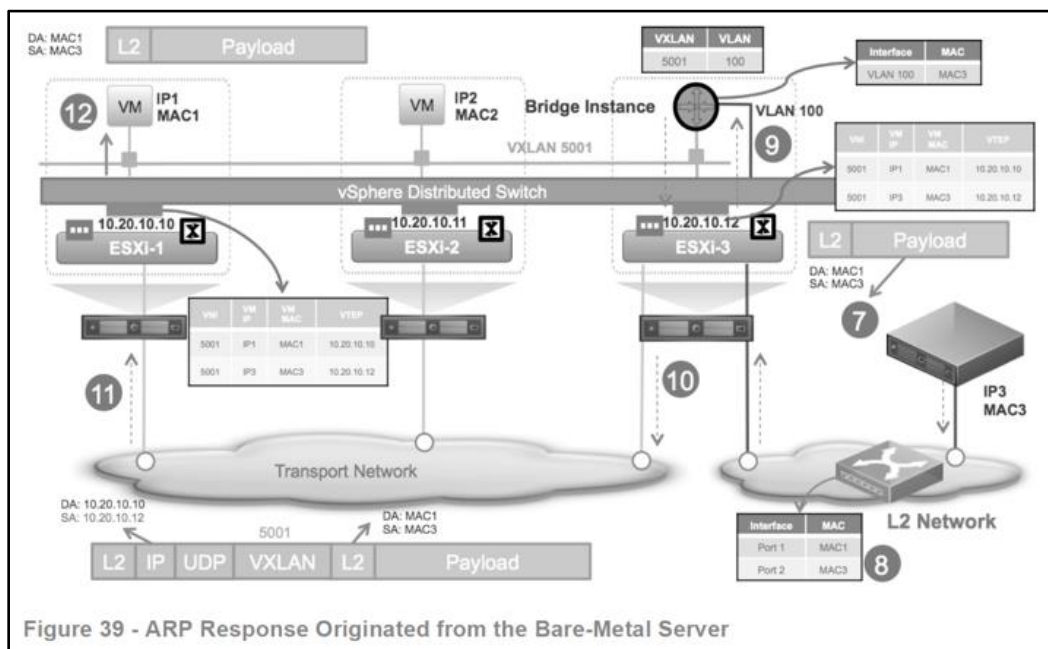 DA: MAC1
SA: MAC3
L2 Payload
VXLAN VLAN
5001 100
Interface MAC
VLAN 100 MAC3
12
VM
IP1
MAC1
VM
IP2
MAC2
Bridge Instance
VLAN 100
9
VXLAN 5001
vSphere Distributed Switch
VNI VM IP VM MAC VTEP
5001 IP1 MAC1 10.20.10.10
5001 IP3 MAC3 10.20.10.12
10.20.10.10
ESXi-1
10.20.10.11
ESXi-2
10.20.10.12
ESXi-3
L2 Payload
DA: MAC1
SA: MAC3
7
VNI VM IP VM MAC VTEP
5001 IP1 MAC1 10.20.10.10
5001 IP3 MAC3 10.20.10.12
11
10
IP3
MAC3
Transport Network
L2 Network
DA: 10.20.10.10
SA: 10.20.10.12
5001
DA: MAC1
SA: MAC3
L2 IP UDP VXLAN L2 Payload
Interface MAC
Port 1 MAC1
Port 2 MAC3
8
Figure 39 - ARP Response Originated from the Bare-Metal Server